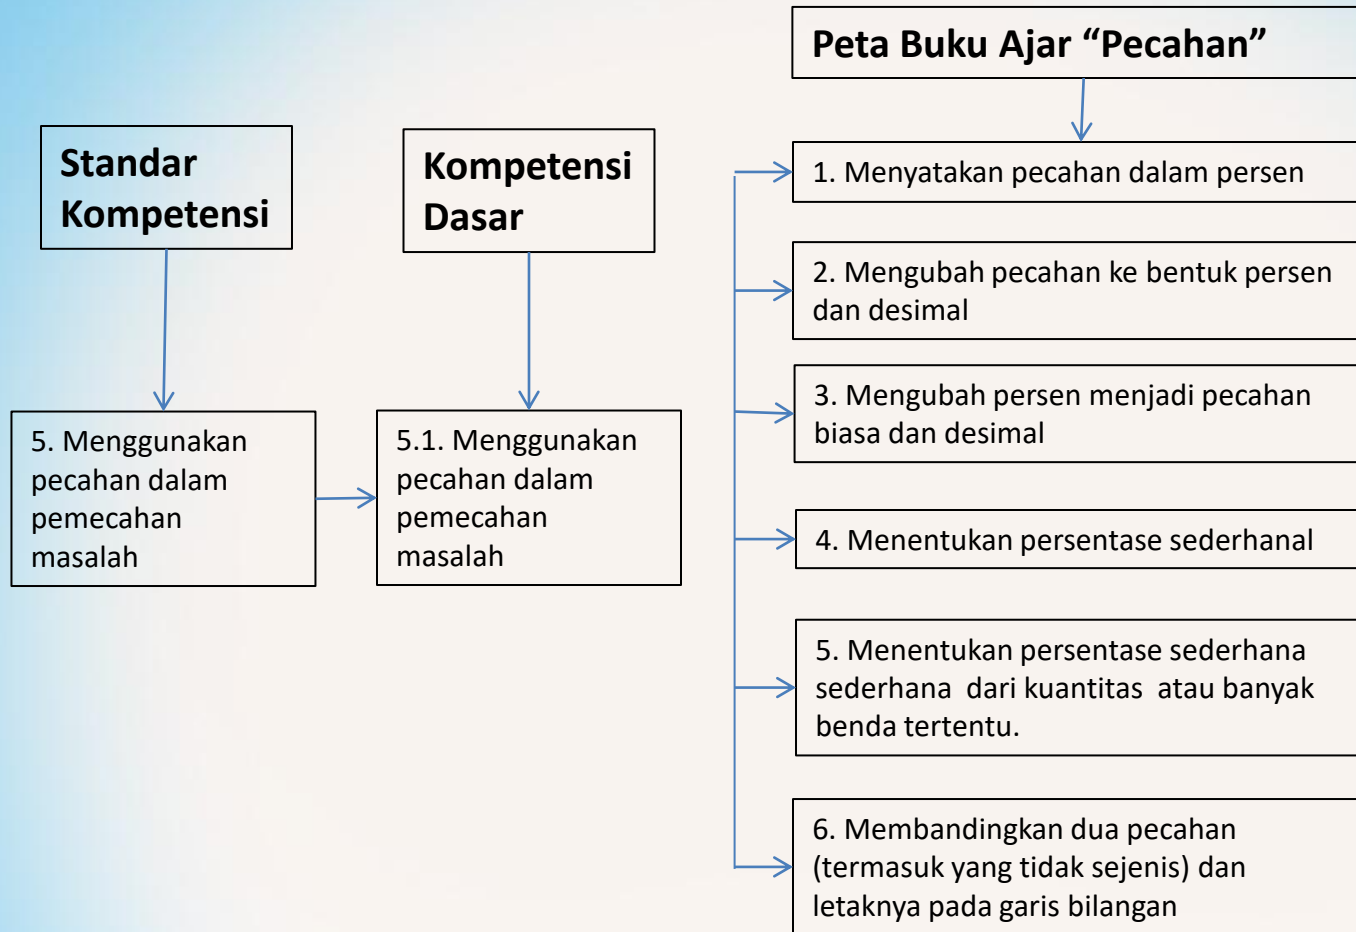 Peta Buku Ajar “Pecahan”
Standar
Kompetensi
Kompetensi
Dasar
5. Menggunakan
pecahan dalam
pemecahan
masalah
5.1. Menggunakan
pecahan dalam
pemecahan
masalah
1. Menyatakan pecahan dalam persen
2. Mengubah pecahan ke bentuk persen
dan desimal
3. Mengubah persen menjadi pecahan
biasa dan desimal
4. Menentukan persentase sederhanal
5. Menentukan persentase sederhana
sederhana dari kuantitas atau banyak
benda tertentu.
6. Membandingkan dua pecahan
(termasuk yang tidak sejenis) dan
letaknya pada garis bilangan